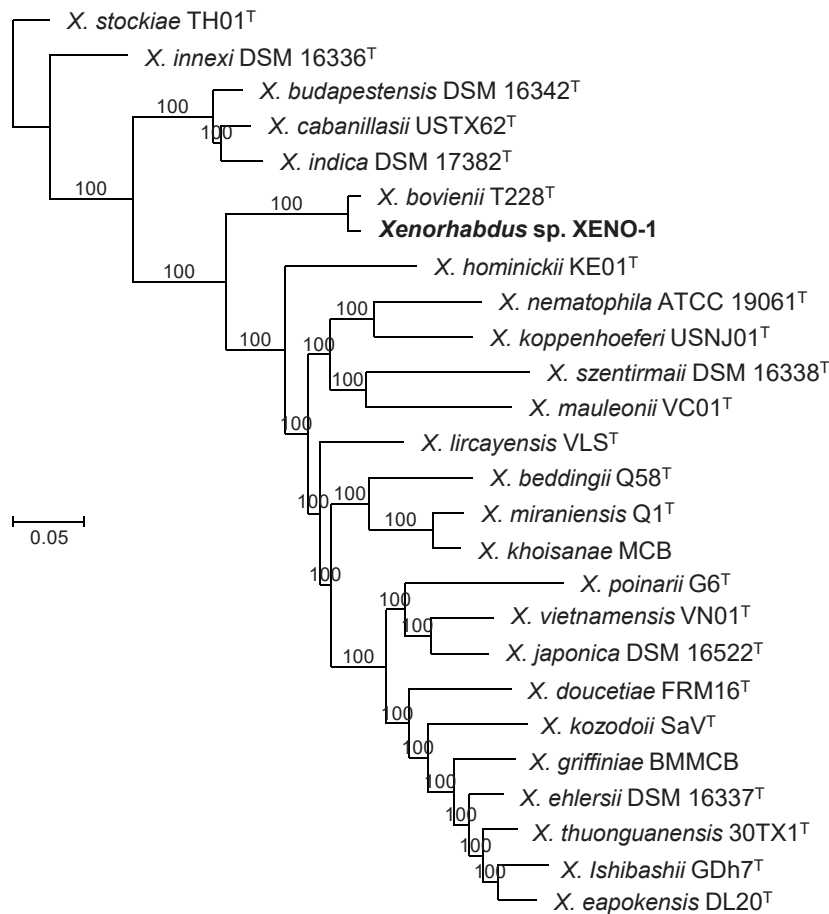 X. stockiae TH01ᵀ
X. innexi DSM 16336ᵀ
X. budapestensis DSM 16342ᵀ
100
X. cabanillasii USTX62ᵀ
100
X. indica DSM 17382ᵀ
100
X. bovienii T228ᵀ
100
Xenorhabdus sp. XENO-1
X. hominickii KE01ᵀ
100
X. nematophila ATCC 19061ᵀ
100
X. koppenhoeferi USNJ01ᵀ
100
100
X. szentirmaii DSM 16338ᵀ
100
X. mauleonii VC01ᵀ
100
X. lircayensis VLSᵀ
X. beddingii Q58ᵀ
100
100
X. miraniensis Q1ᵀ
100
0.05
X. khoisanae MCB
100
X. poinarii G6ᵀ
100
X. vietnamensis VN01ᵀ
100
X. japonica DSM 16522ᵀ
100
X. doucetiae FRM16ᵀ
100
X. kozodoii SaVᵀ
100
X. griffiniae BMMCB
100
X. ehlersii DSM 16337ᵀ
100
X. thuonguanensis 30TX1ᵀ
100
X. Ishibashii GDh7ᵀ
100
X. eapokensis DL20ᵀ